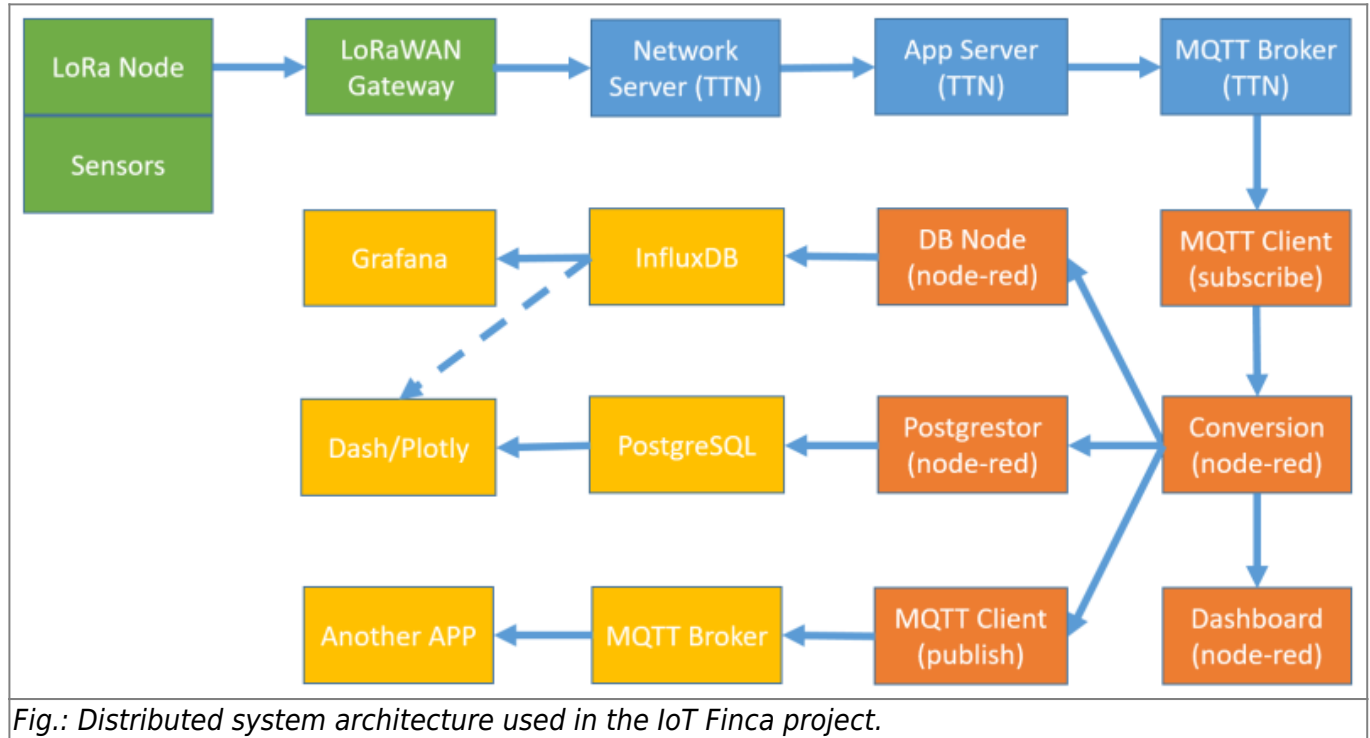 LoRa Node
Sensors
LoRaWAN
Gateway
Network
Server (TTN)
App Server
(TTN)
MQTT Broker
(TTN)
Grafana
InfluxDB
DB Node
(node-red)
MQTT Client
(subscribe)
Dash/Plotly
PostgreSQL
Postgrestor
(node-red)
Conversion
(node-red)
Another APP
MQTT Broker
MQTT Client
(publish)
Dashboard
(node-red)
Fig.: Distributed system architecture used in the IoT Finca project.